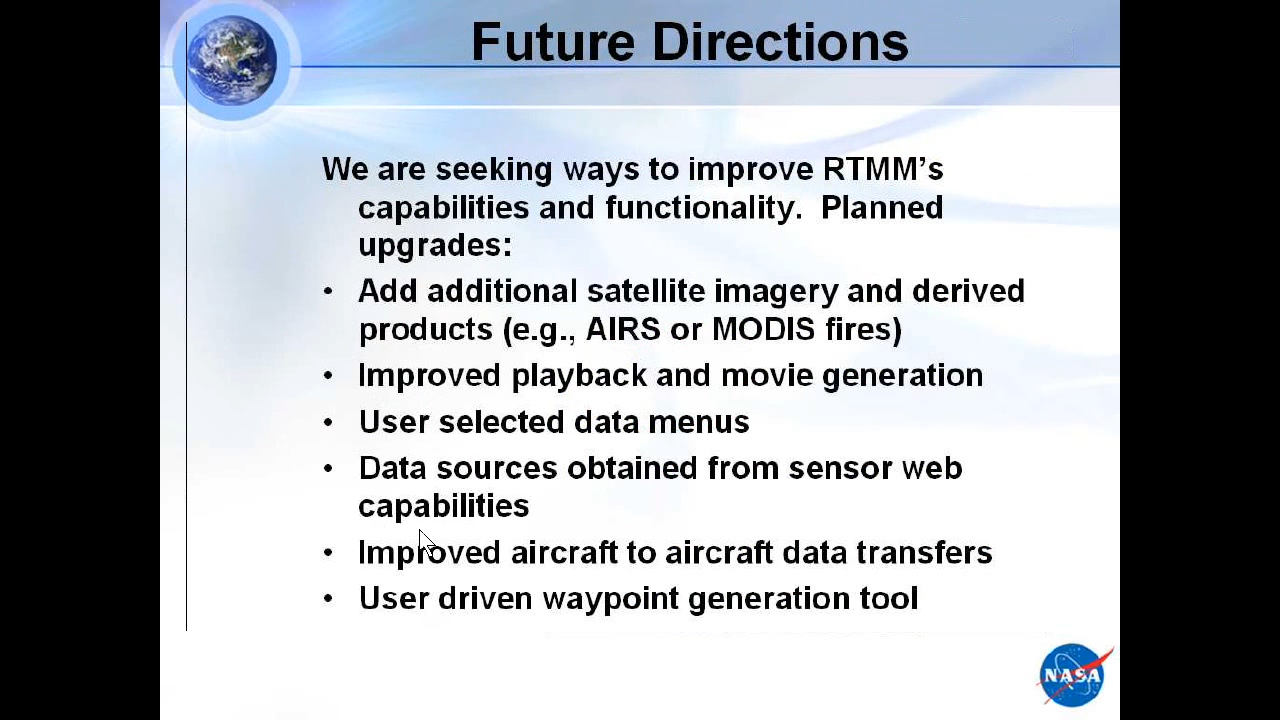 Future Directions
We are seeking ways to improve RTMM's
capabilities and functionality.  Planned
upgrades:
• Add additional satellite imagery and derived
products (e.g., AIRS or MODIS fires)
• Improved playback and movie generation
• User selected data menus
• Data sources obtained from sensor web
capabilities
• Improved aircraft to aircraft data transfers
• User driven waypoint generation tool
NASA